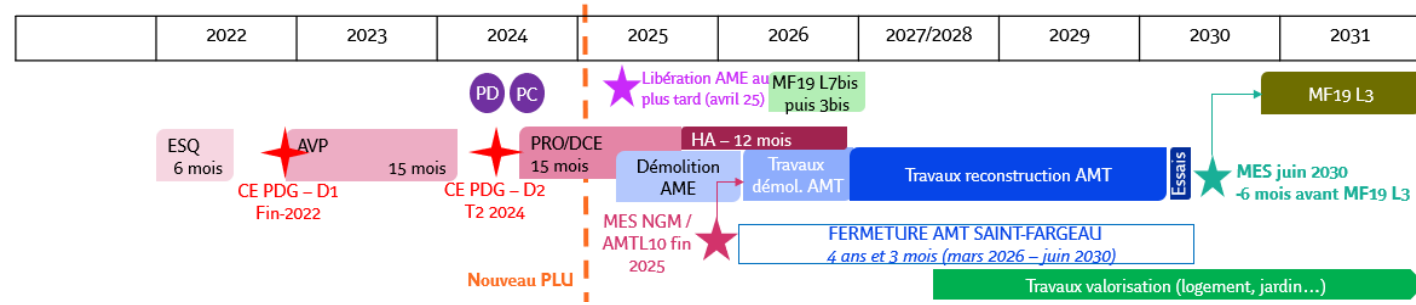 2022 2023 2024 2025 2026 2027/2028 2029 2030 2031
PD PC
Libération AME au
plus tard (avril 25)
MF19 L7bis
puis 3bis
MF19 L3
ESQ
6 mois
AVP
15 mois
PRO/DCE
15 mois
HA – 12 mois
Démolition
AME
Travaux
démol. AMT
Travaux reconstruction AMT
Essais
MES juin 2030
-6 mois avant MF19 L3
CE PDG – D1
Fin-2022
CE PDG – D2
T2 2024
MES NGM /
AMTL10 fin
2025
FERMETURE AMT SAINT-FARGEAU
4 ans et 3 mois (mars 2026 – juin 2030)
Nouveau PLU
Travaux valorisation (logement, jardin…)